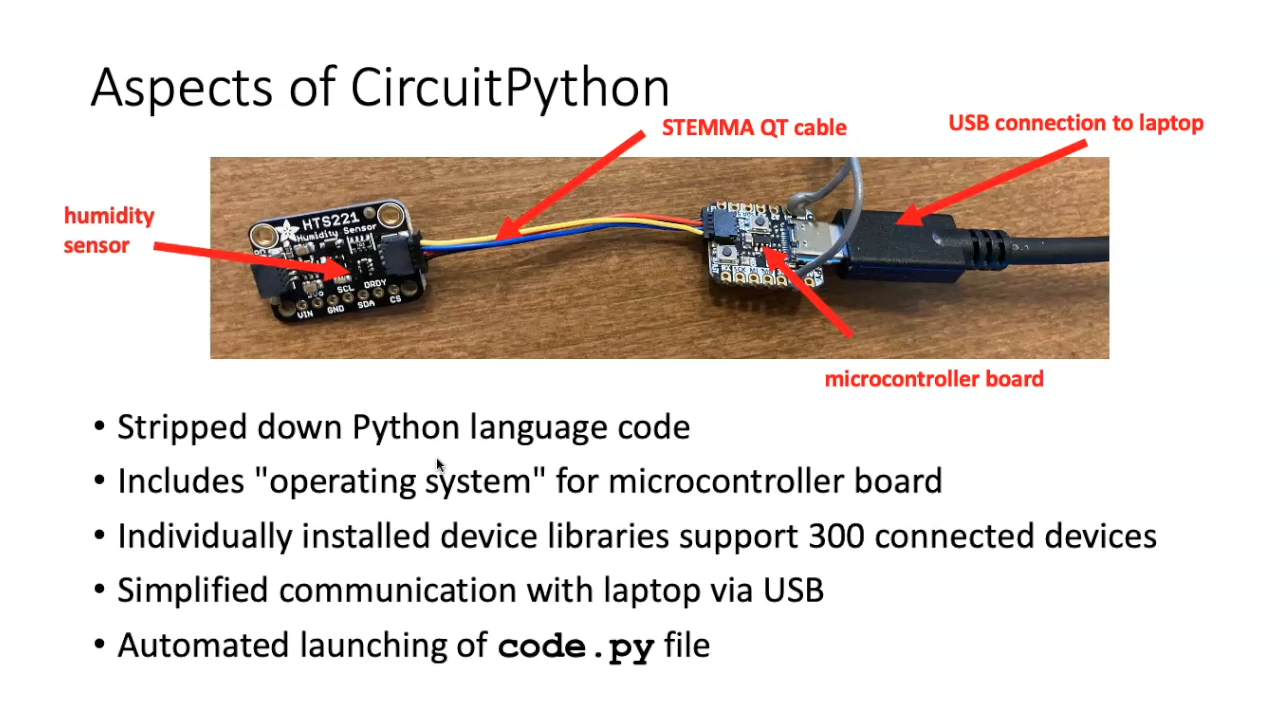 Aspects of CircuitPython
STEMMA QT cable
USB connection to laptop
humidity
sensor
HTS221
Humidity Sensor
SCL
DRDY
VIN
GND
SDA
CS
microcontroller board
• Stripped down Python language code
• Includes "operating system" for microcontroller board
• Individually installed device libraries support 300 connected devices
• Simplified communication with laptop via USB
• Automated launching of code.py file